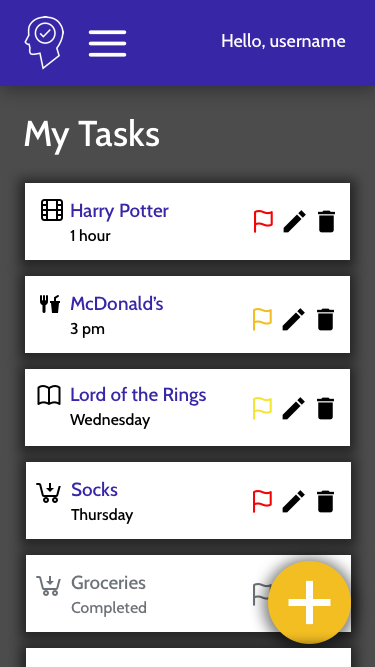 Hello, username
My Tasks
Harry Potter
1 hour
McDonald's
3 pm
Lord of the Rings
Wednesday
Socks
Thursday
Groceries
Completed